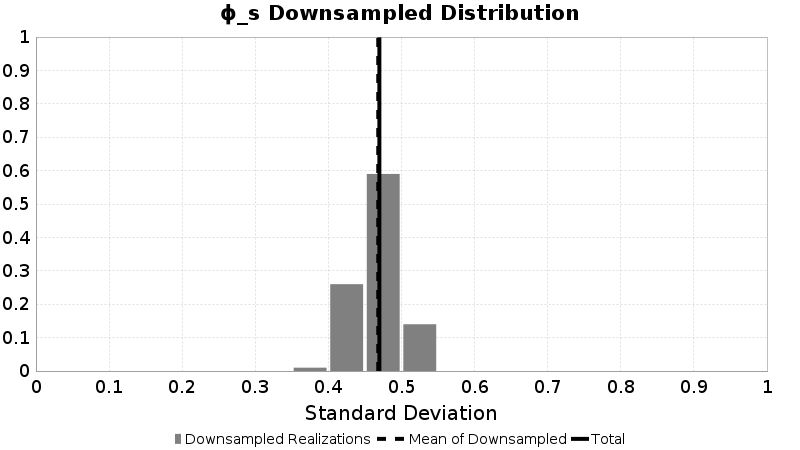 ϕ_s Downsampled Distribution
1
0.9
0.8
0.7
0.6
0.5
0.4
0.3
0.2
0.1
0
0 0.1 0.2 0.3 0.4 0.5 0.6 0.7 0.8 0.9 1
Standard Deviation
Downsampled Realizations Mean of Downsampled Total